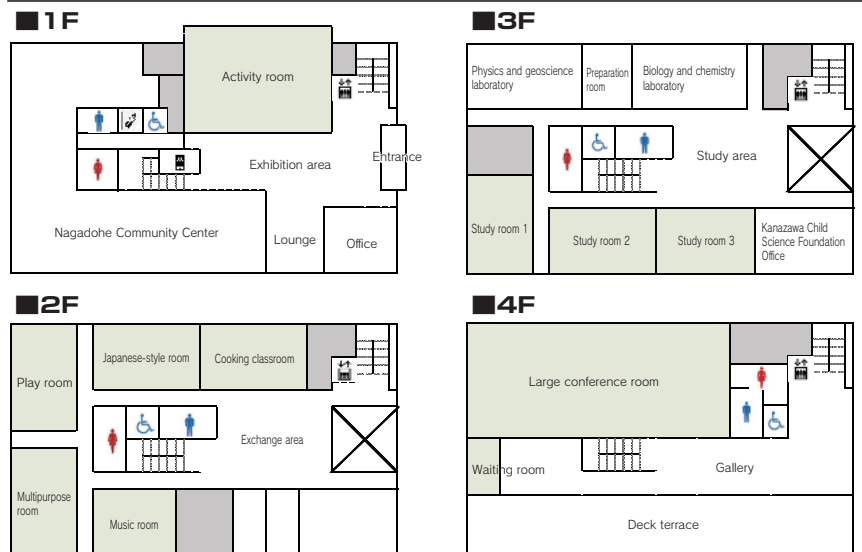 ■1F
Activity room
Exhibition area
Entrance
Nagadohe Community Center
Lounge
Office
■3F
Physics and geoscience
laboratory
Preparation
room
Biology and chemistry
laboratory
Study area
Study room 1
Study room 2
Study room 3
Kanazawa Child
Science Foundation
Office
■2F
Play room
Japanese-style room
Cooking classroom
Exchange area
Multipurpose
room
Music room
■4F
Large conference room
Waiting room
Gallery
Deck terrace